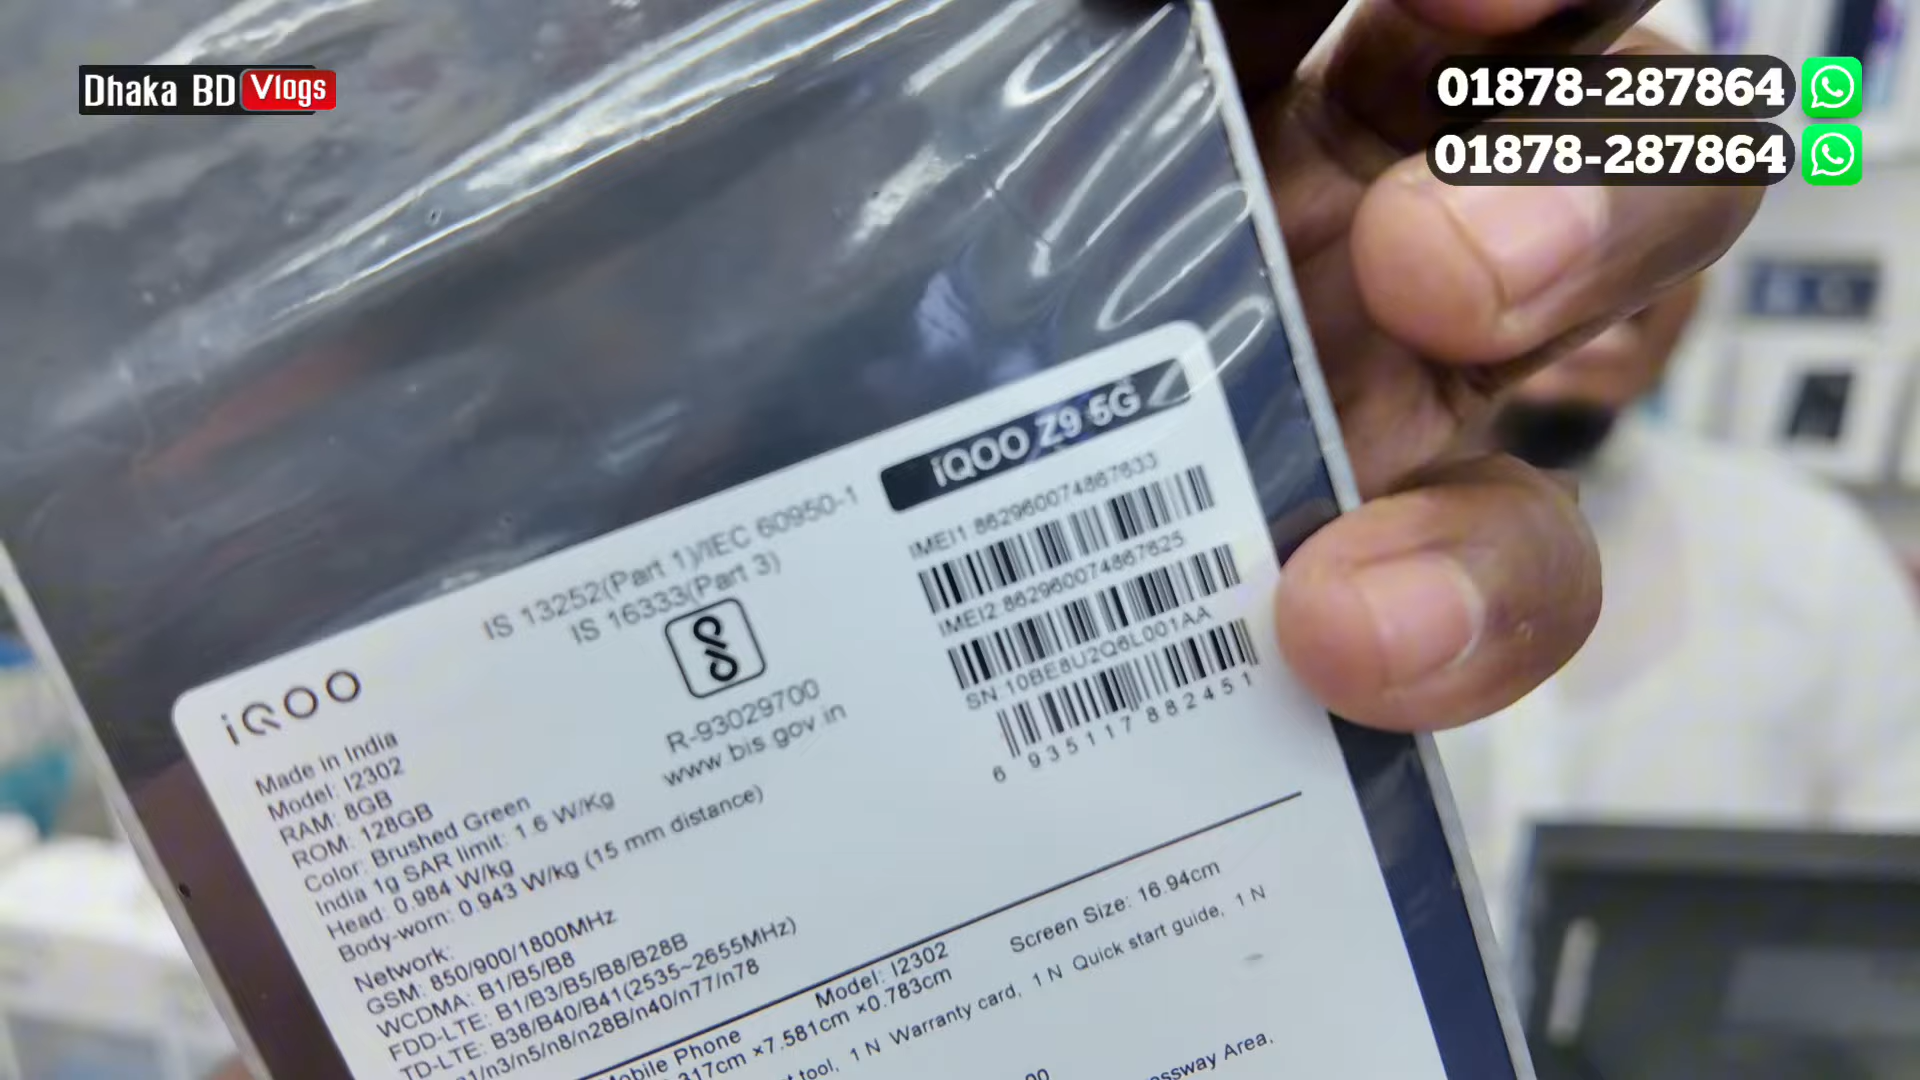 Dhaka BD Vlogs
01878-287864
01878-287864
iQOO Z9 5G
IMEI1:862960074867633
IMEI2:862960074867625
SN:10BE8U2Q6L001AA
6 935117 882451
IS 13252(Part 1)/IEC 60950-1
IS 16333(Part 3)
R-93029700
www.bis.gov.in
iQOO
Made in India
Model: I2302
RAM: 8GB
ROM: 128GB
Color: Brushed Green
India 1g SAR limit: 1.6 W/Kg
Head: 0.984 W/kg
Body-worn: 0.943 W/kg (15 mm distance)
Network:
GSM: 850/900/1800MHz
WCDMA: B1/B5/B8
FDD-LTE: B1/B3/B5/B8/B28B
TD-LTE: B38/B40/B41(2535~2655MHz)
/n3/n5/n8/n28B/n40/n77/n78
Mobile Phone Model: I2302 Screen Size: 16.94cm
317cm ×7.581cm ×0.783cm
tool, 1 N Warranty card, 1 N Quick start guide, 1 N
Area,